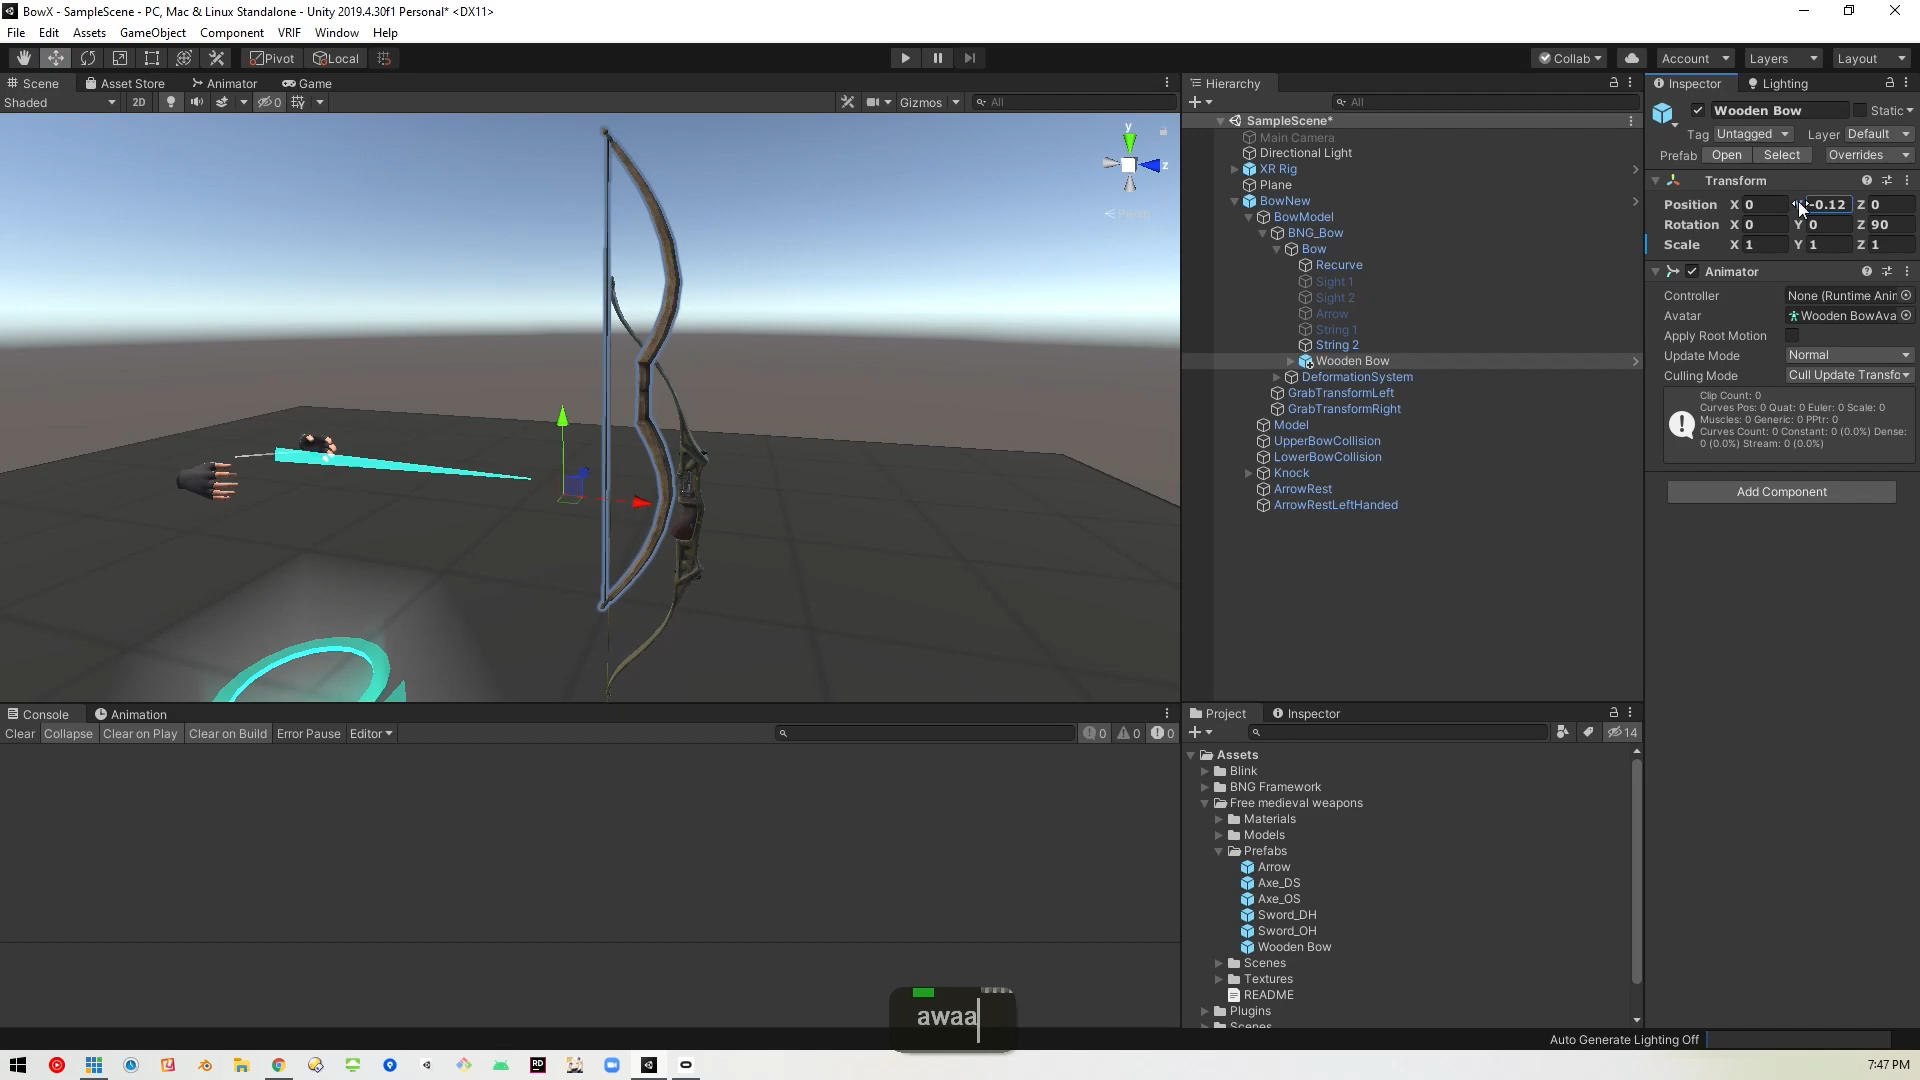 BowX - SampleScene - PC, Mac & Linux Standalone - Unity 2019.4.30f1 Personal* <DX11>
File Edit Assets GameObject Component VRIF Window Help
Pivot Local Collab Account Layers Layout
Scene Asset Store Animator Game
Shaded 2D 0 Gizmos All
y
z
Persp
Hierarchy
All
SampleScene*
Main Camera
Directional Light
XR Rig
Plane
BowNew
BowModel
BNG_Bow
Bow
Recurve
Sight 1
Sight 2
Arrow
String 1
String 2
Wooden Bow
DeformationSystem
GrabTransformLeft
GrabTransformRight
Model
UpperBowCollision
LowerBowCollision
Knock
ArrowRest
ArrowRestLeftHanded
Inspector Lighting
Wooden Bow Static
Tag Untagged Layer Default
Prefab Open Select Overrides
Transform
Position X 0 -0.12 Z 0
Rotation X 0 Y 0 Z 90
Scale X 1 Y 1 Z 1
Animator
Controller None (Runtime Anin
Avatar Wooden BowAva
Apply Root Motion
Update Mode Normal
Culling Mode Cull Update Transfo
Clip Count: 0
Curves Pos: 0 Quat: 0 Euler: 0 Scale: 0
Muscles: 0 Generic: 0 PPtr: 0
Curves Count: 0 Constant: 0 (0.0%) Dense:
0 (0.0%) Stream: 0 (0.0%)
Add Component
Console Animation
Clear Collapse Clear on Play Clear on Build Error Pause Editor 0 0 0
Project Inspector
14
Assets
Blink
BNG Framework
Free medieval weapons
Materials
Models
Prefabs
Arrow
Axe_DS
Axe_OS
Sword_DH
Sword_OH
Wooden Bow
Scenes
Textures
README
Plugins
Scenes
awaa
Auto Generate Lighting Off
RD
7:47 PM